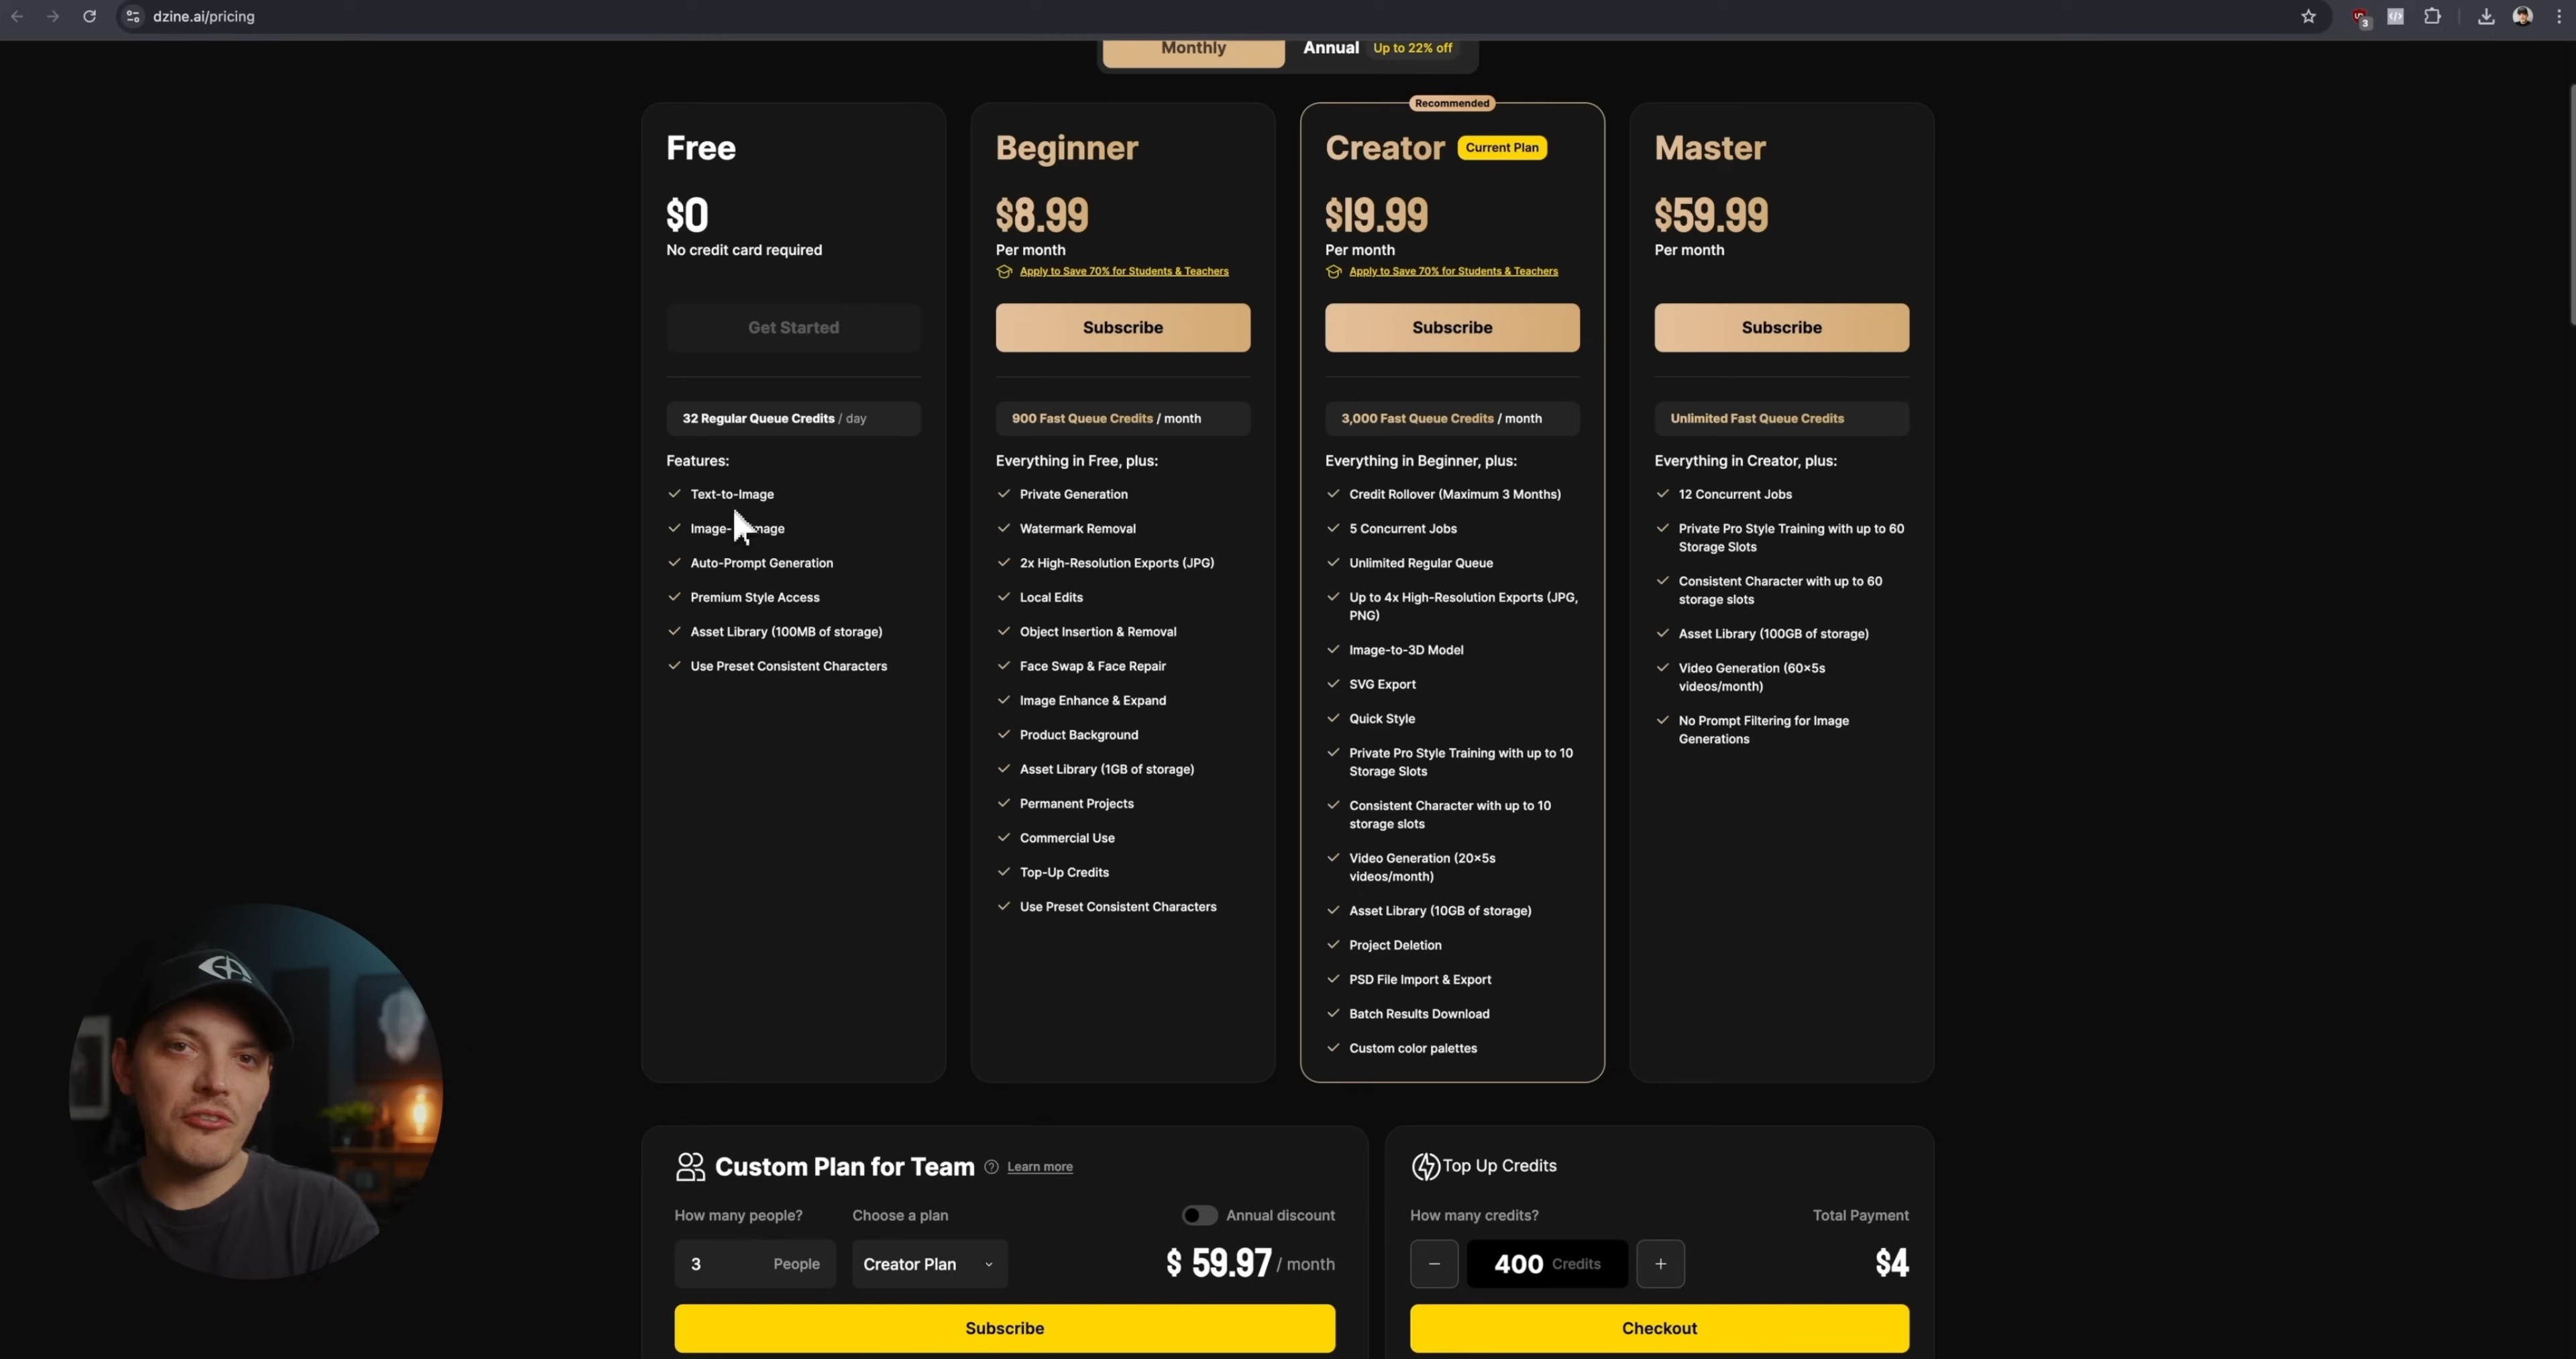 dzine.ai/pricing
3
Monthly
Annual Up to 22% off
Free
$0
No credit card required
Get Started
32 Regular Queue Credits / day
Features:
Text-to-Image
Auto-Prompt Generation
Premium Style Access
Asset Library (100MB of storage)
Use Preset Consistent Characters
Beginner
$8.99
Per month
Apply to Save 70% for Students & Teachers
Subscribe
900 Fast Queue Credits / month
Everything in Free, plus:
Private Generation
Watermark Removal
2x High-Resolution Exports (JPG)
Local Edits
Object Insertion & Removal
Face Swap & Face Repair
Image Enhance & Expand
Product Background
Asset Library (1GB of storage)
Permanent Projects
Commercial Use
Top-Up Credits
Use Preset Consistent Characters
Recommended
Creator Current Plan
$19.99
Per month
Apply to Save 70% for Students & Teachers
Subscribe
3,000 Fast Queue Credits / month
Everything in Beginner, plus:
Credit Rollover (Maximum 3 Months)
5 Concurrent Jobs
Unlimited Regular Queue
Up to 4x High-Resolution Exports (JPG,
PNG)
Image-to-3D Model
SVG Export
Quick Style
Private Pro Style Training with up to 10
Storage Slots
Consistent Character with up to 10
storage slots
Video Generation (20×5s
videos/month)
Asset Library (10GB of storage)
Project Deletion
PSD File Import & Export
Batch Results Download
Custom color palettes
Master
$59.99
Per month
Subscribe
Unlimited Fast Queue Credits
Everything in Creator, plus:
12 Concurrent Jobs
Private Pro Style Training with up to 60
Storage Slots
Consistent Character with up to 60
storage slots
Asset Library (100GB of storage)
Video Generation (60×5s
videos/month)
No Prompt Filtering for Image
Generations
Custom Plan for Team Learn more
How many people? Choose a plan Annual discount
3 People Creator Plan $ 59.97 / month
Subscribe
Top Up Credits
How many credits? Total Payment
− 400 Credits + $4
Checkout